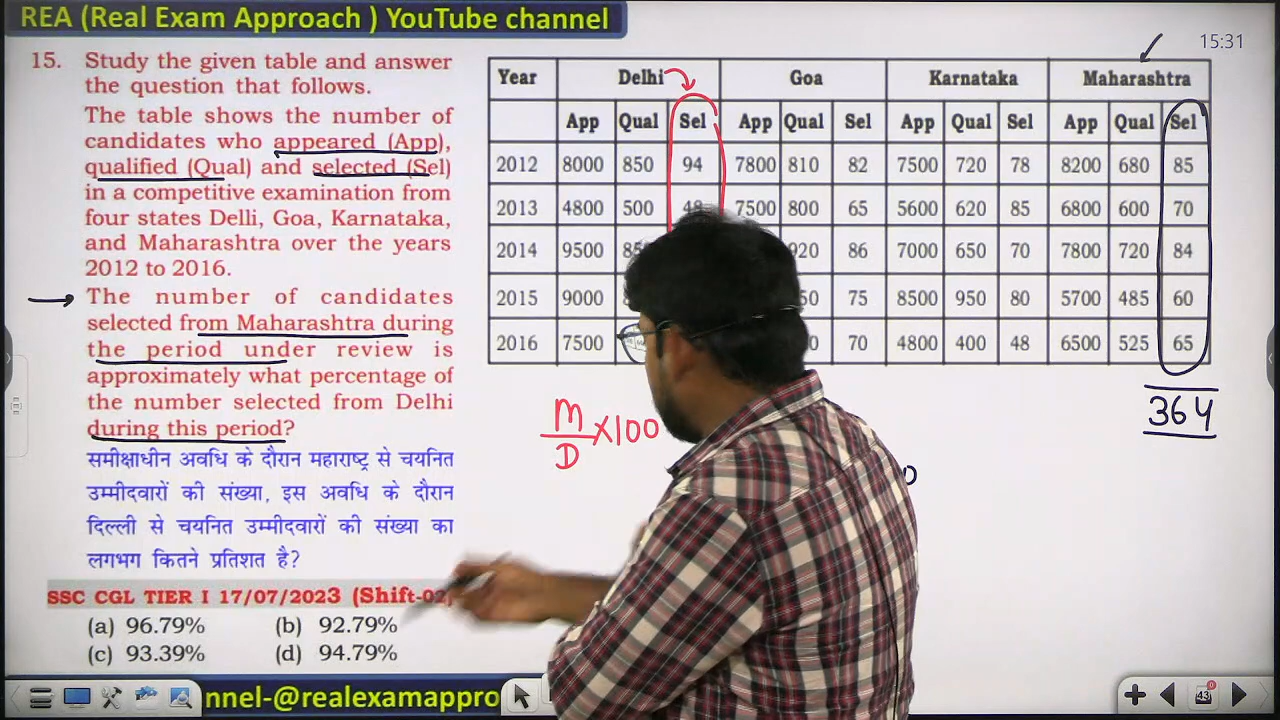 REA (Real Exam Approach ) YouTube channel
15:31
15. Study the given table and answer
the question that follows.
The table shows the number of
candidates who appeared (App),
qualified (Qual) and selected (Sel)
in a competitive examination from
four states Delli, Goa, Karnataka,
and Maharashtra over the years
2012 to 2016.
The number of candidates
selected from Maharashtra during
the period under review is
approximately what percentage of
the number selected from Delhi
during this period?
समीक्षाधीन अवधि के दौरान महाराष्ट्र से चयनित
उम्मीदवारों की संख्या, इस अवधि के दौरान
दिल्ली से चयनित उम्मीदवारों की संख्या का
लगभग कितने प्रतिशत है?
SSC CGL TIER I 17/07/2023 (Shift-02)
(a) 96.79% (b) 92.79%
(c) 93.39% (d) 94.79%
Year Delhi Goa Karnataka Maharashtra
App Qual Sel App Qual Sel App Qual Sel App Qual Sel
2012 8000 850 94 7800 810 82 7500 720 78 8200 680 85
2013 4800 500 48 7500 800 65 5600 620 85 6800 600 70
2014 9500 86 7000 650 70 7800 720 84
2015 9000 75 8500 950 80 5700 485 60
2016 7500 70 4800 400 48 6500 525 65
364
M
D
×100
nnel-@realexamappro
43